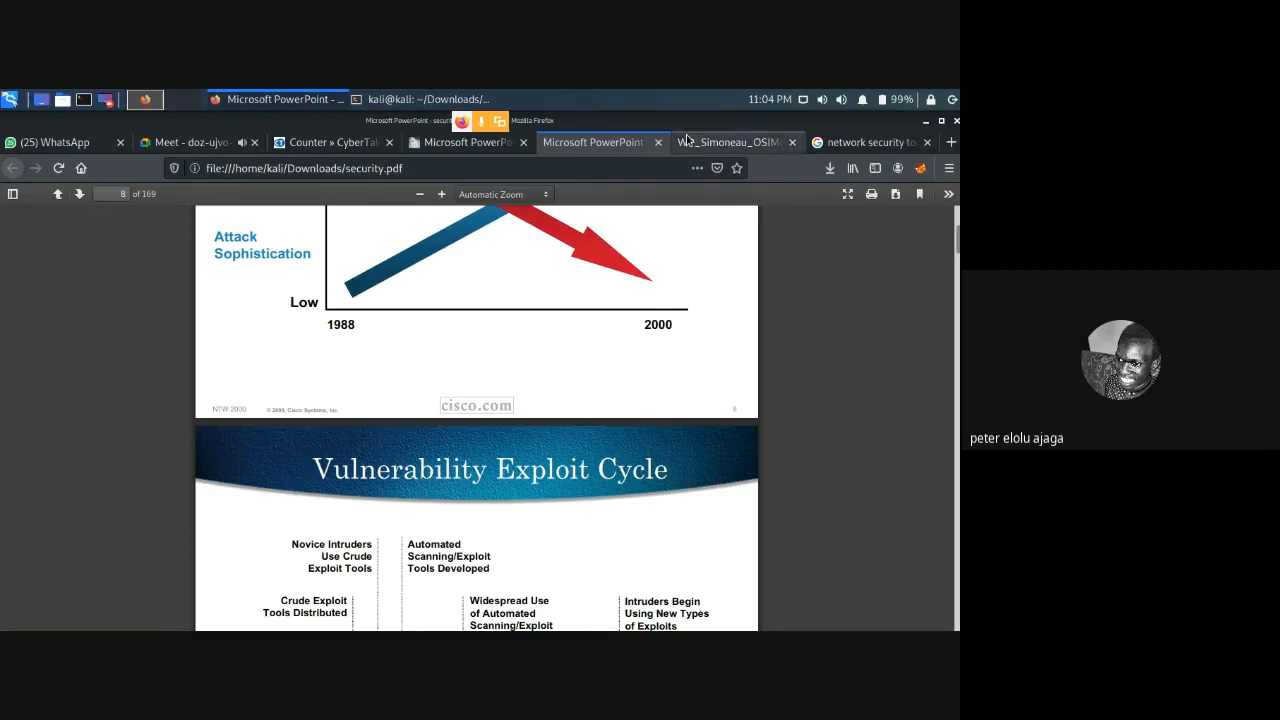 Microsoft PowerPoint - ...
kali@kali: ~/Downloads/...
11:04 PM
99%
Microsoft PowerPoint - securit
Mozilla Firefox
(25) WhatsApp
Meet - doz-ujvo-
Counter » CyberTal
Microsoft PowerPo
Microsoft PowerPoint
_Simoneau_OSIM
network security to
file:///home/kali/Downloads/security.pdf
8 of 169
Automatic Zoom
Attack
Sophistication
Low
1988
2000
NTW 2000
© 2000, Cisco Systems, Inc.
cisco.com
8
Vulnerability Exploit Cycle
Novice Intruders
Use Crude
Exploit Tools
Automated
Scanning/Exploit
Tools Developed
Crude Exploit
Tools Distributed
Widespread Use
of Automated
Scanning/Exploit
Intruders Begin
Using New Types
of Exploits
peter elolu ajaga